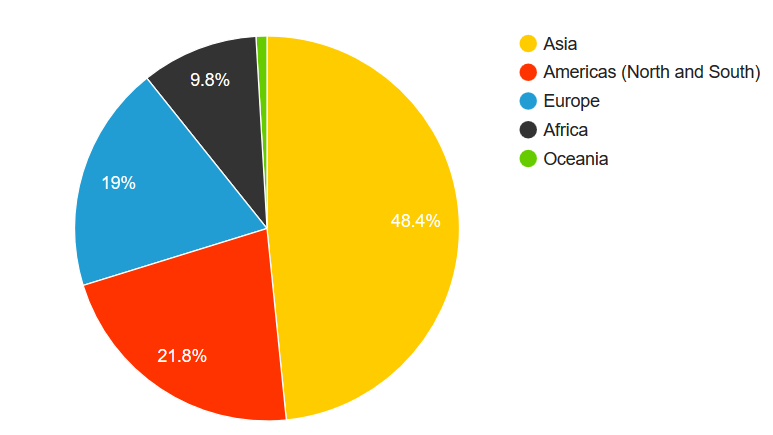 Asia
Americas (North and South)
Europe
Africa
Oceania
9.8%
19%
48.4%
21.8%